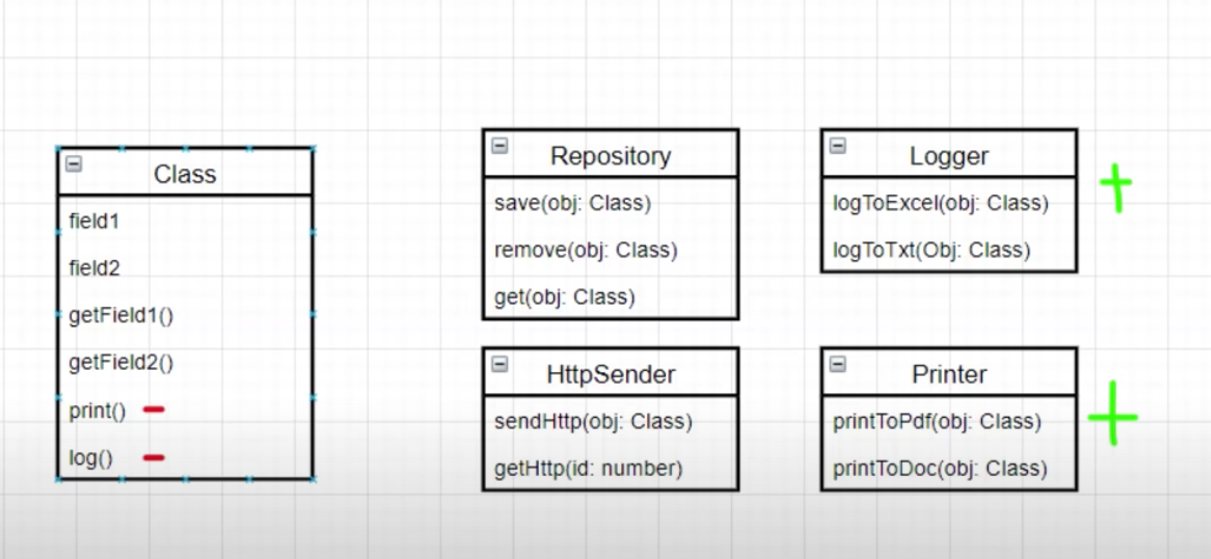 Class
field1
field2
getField1()
getField2()
print()
log()
Repository
save(obj: Class)
remove(obj: Class)
get(obj: Class)
Logger
logToExcel(obj: Class)
logToTxt(Obj: Class)
HttpSender
sendHttp(obj: Class)
getHttp(id: number)
Printer
printToPdf(obj: Class)
printToDoc(obj: Class)